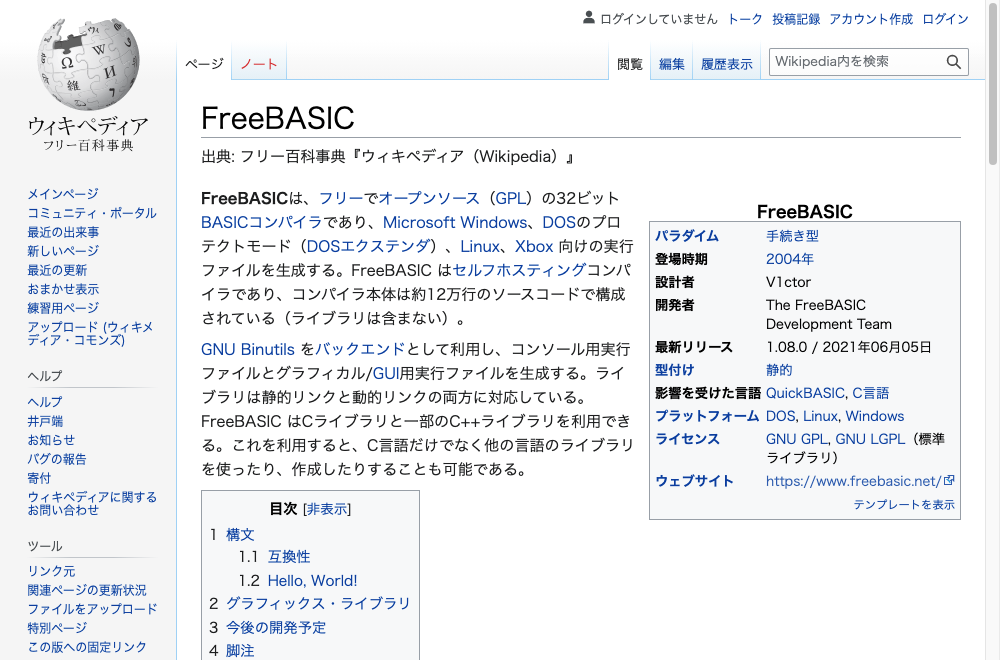 ログインしていません トーク 投稿記録 アカウント作成 ログイン
ページ ノート 閲覧 編集 履歴表示 Wikipedia内を検索
ウィキペディア
フリー百科事典
メインページ
コミュニティ・ポータル
最近の出来事
新しいページ
最近の更新
おまかせ表示
練習用ページ
アップロード (ウィキメ
ディア・コモンズ)
ヘルプ
ヘルプ
井戸端
お知らせ
バグの報告
寄付
ウィキペディアに関する
お問い合わせ
ツール
リンク元
関連ページの更新状況
ファイルをアップロード
特別ページ
この版への固定リンク
FreeBASIC
出典: フリー百科事典『ウィキペディア（Wikipedia）』
FreeBASICは、フリーでオープンソース（GPL）の32ビット
BASICコンパイラであり、Microsoft Windows、DOSのプロ
テクトモード（DOSエクステンダ）、Linux、Xbox 向けの実行
ファイルを生成する。FreeBASIC はセルフホスティングコンパ
イラであり、コンパイラ本体は約12万行のソースコードで構成
されている（ライブラリは含まない）。
GNU Binutils をバックエンドとして利用し、コンソール用実行
ファイルとグラフィカル/GUI用実行ファイルを生成する。ライ
ブラリは静的リンクと動的リンクの両方に対応している。
FreeBASIC はCライブラリと一部のC++ライブラリを利用でき
る。これを利用すると、C言語だけでなく他の言語のライブラリ
を使ったり、作成したりすることも可能である。
FreeBASIC
パラダイム 手続き型
登場時期 2004年
設計者 V1ctor
開発者 The FreeBASIC
Development Team
最新リリース 1.08.0 / 2021年06月05日
型付け 静的
影響を受けた言語 QuickBASIC, C言語
プラットフォーム DOS, Linux, Windows
ライセンス GNU GPL, GNU LGPL（標準
ライブラリ）
ウェブサイト https://www.freebasic.net/
テンプレートを表示
目次 [非表示]
1 構文
1.1 互換性
1.2 Hello, World!
2 グラフィックス・ライブラリ
3 今後の開発予定
4 脚注
Ω
W
И
維